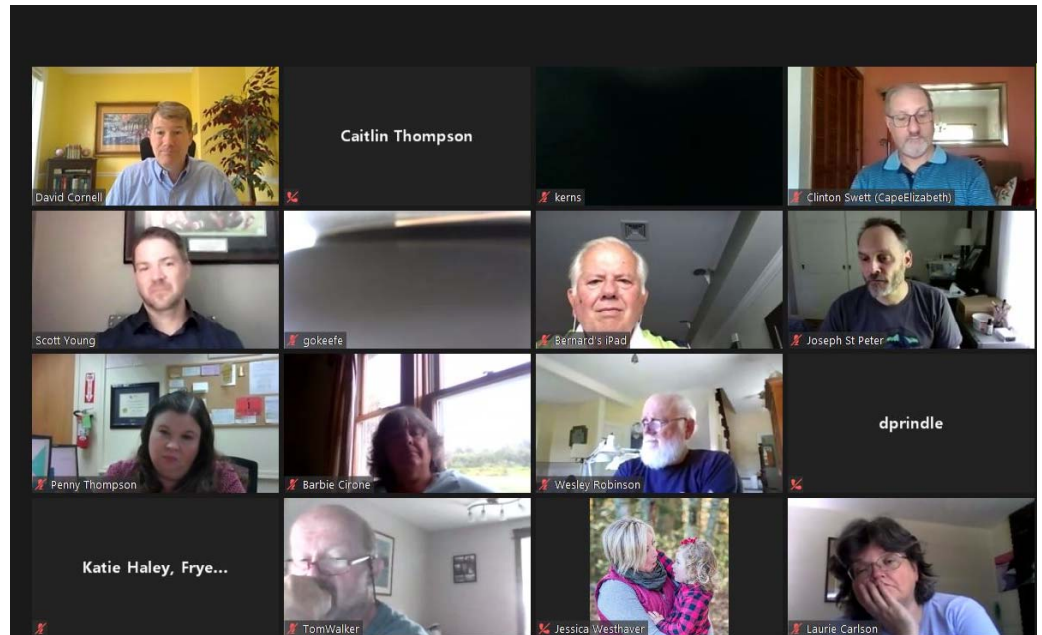 David Cornell
Caitlin Thompson
kerns
Clinton Swett (CapeElizabeth)
Scott Young
gokeefe
Bernard's iPad
Joseph St Peter
Penny Thompson
Barbie Cirone
Wesley Robinson
dprindle
Katie Haley, Frye...
TomWalker
Jessica Westhaver
Laurie Carlson